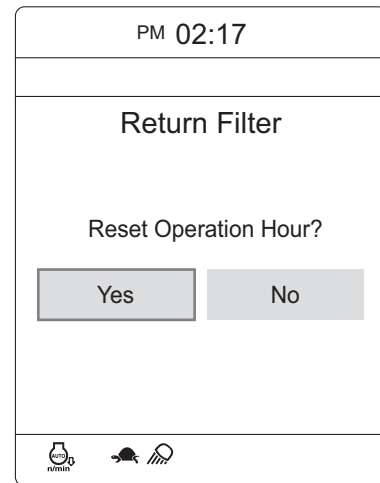 PM 02:17
Return Filter
Reset Operation Hour?
Yes No
AUTO
n/min